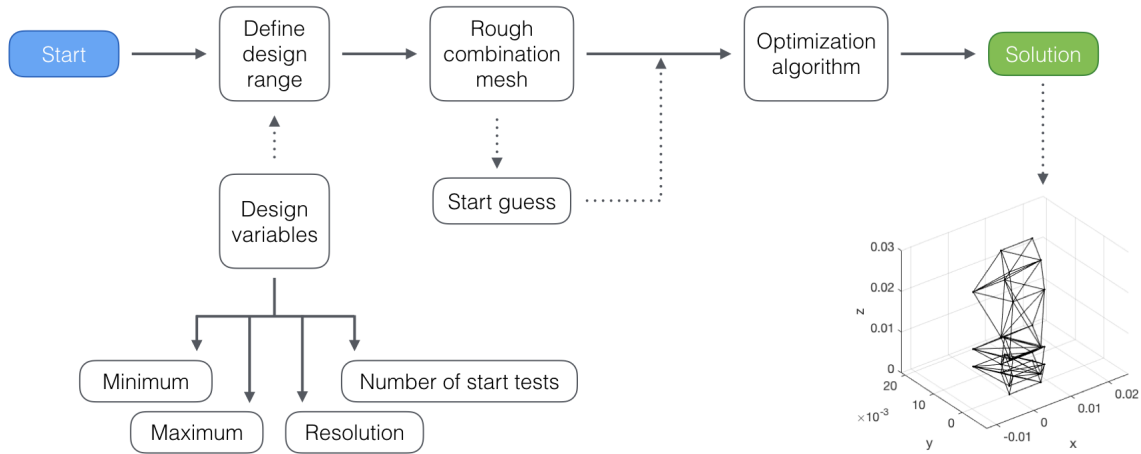 Start
Define
design
range
Rough
combination
mesh
Optimization
algorithm
Solution
Design
variables
Start guess
Minimum
Maximum
Resolution
Number of start tests
0.03
0.02
0.01
0
z
20
10
0
×10-3
y
-0.01
0
0.01
0.02
x